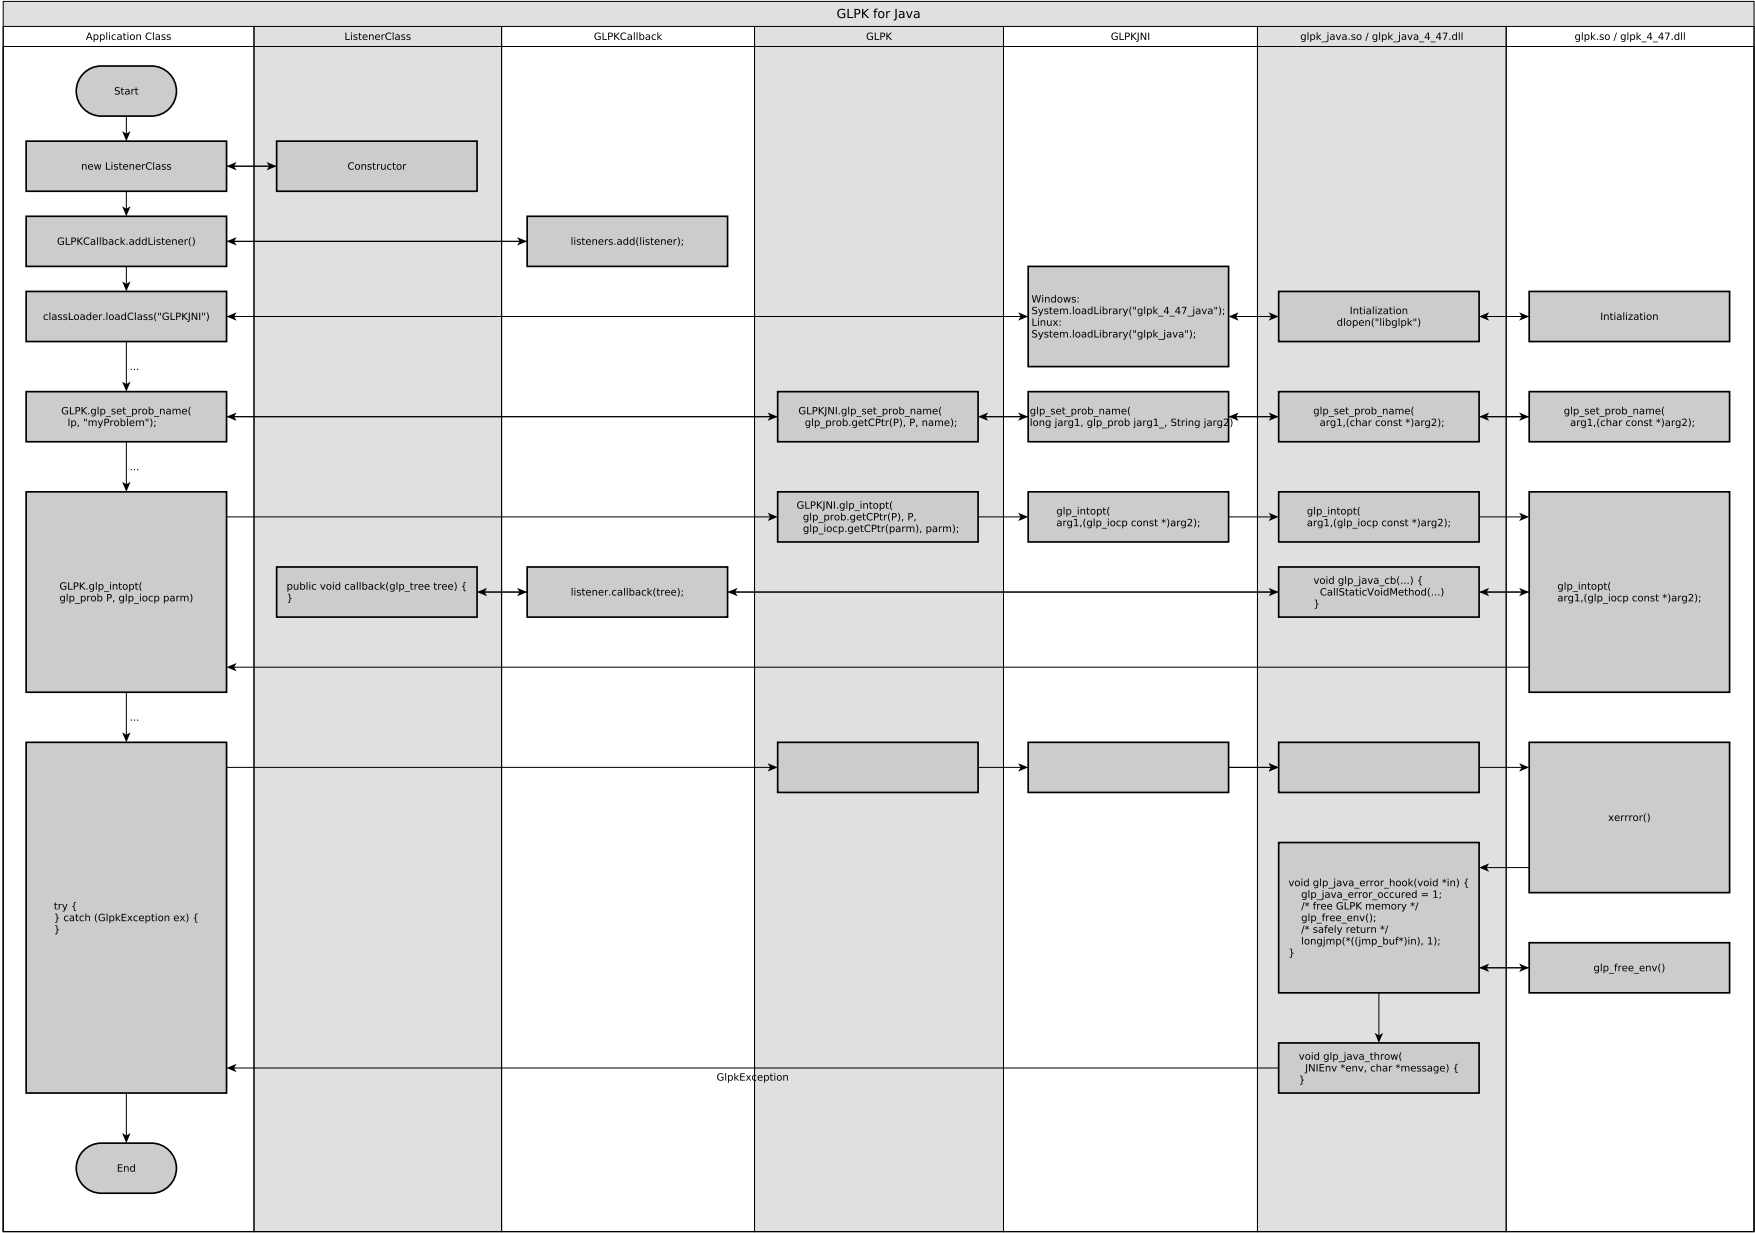 GLPK for Java
Application Class
ListenerClass
GLPKCallback
GLPK
GLPKJNI
glpk_java.so / glpk_java_4_47.dll
glpk.so / glpk_4_47.dll
Start
new ListenerClass
Constructor
GLPKCallback.addListener()
listeners.add(listener);
classLoader.loadClass("GLPKJNI")
Windows:
System.loadLibrary("glpk_4_47_java");
Linux:
System.loadLibrary("glpk_java");
Intialization
dlopen("libglpk")
Intialization
...
GLPK.glp_set_prob_name(
lp, "myProblem");
GLPKJNI.glp_set_prob_name(
glp_prob.getCPtr(P), P, name);
glp_set_prob_name(
long jarg1, glp_prob jarg1_, String jarg2)
glp_set_prob_name(
arg1,(char const *)arg2);
glp_set_prob_name(
arg1,(char const *)arg2);
...
GLPK.glp_intopt(
glp_prob P, glp_iocp parm)
GLPKJNI.glp_intopt(
glp_prob.getCPtr(P), P,
glp_iocp.getCPtr(parm), parm);
glp_intopt(
arg1,(glp_iocp const *)arg2);
glp_intopt(
arg1,(glp_iocp const *)arg2);
glp_intopt(
arg1,(glp_iocp const *)arg2);
public void callback(glp_tree tree) {
}
listener.callback(tree);
void glp_java_cb(...) {
CallStaticVoidMethod(...)
}
...
try {
} catch (GlpkException ex) {
}
xerrror()
void glp_java_error_hook(void *in) {
glp_java_error_occured = 1;
/* free GLPK memory */
glp_free_env();
/* safely return */
longjmp(*((jmp_buf*)in), 1);
}
glp_free_env()
void glp_java_throw(
JNIEnv *env, char *message) {
}
GlpkException
End